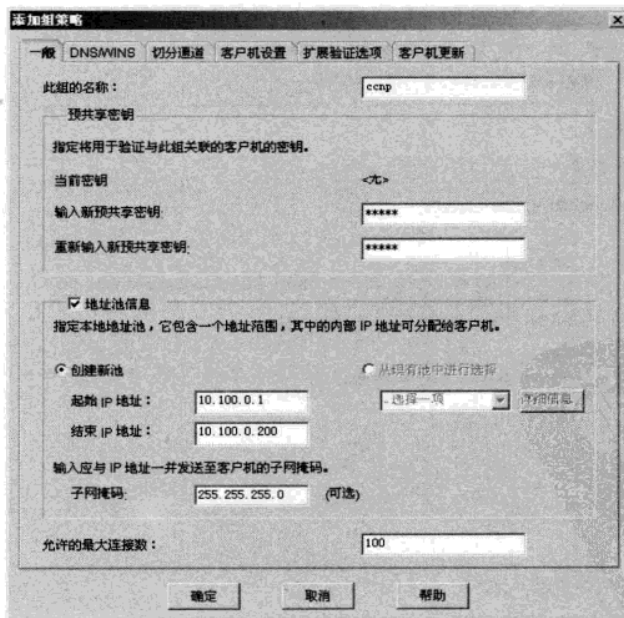 添加组策略
一般 DNS/WINS 切分通道 客户机设置 扩展验证选项 客户机更新
此组的名称: ccnp
预共享密钥
指定将用于验证与此组关联的客户机的密钥。
当前密钥 <无>
输入新预共享密钥: *****
重新输入新预共享密钥: *****
地址池信息
指定本地地址池,它包含一个地址范围,其中的内部 IP 地址可分配给客户机。
创建新池 从现有池中进行选择
起始 IP 地址: 10.100.0.1 -选择一项 详细信息
结束 IP 地址: 10.100.0.200
输入应与 IP 地址一并发送至客户机的子网掩码。
子网掩码: 255.255.255.0 (可选)
允许的最大连接数: 100
确定 取消 帮助